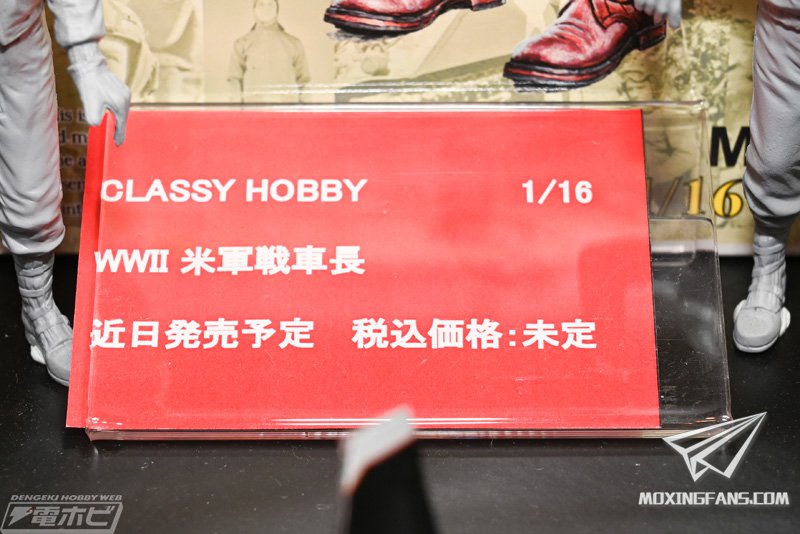 CLASSY HOBBY 1/16
WWII 米軍戦車長
近日発売予定 税込価格:未定
1/16
DENGEKI HOBBY WEB
電ホビ
MOXINGFANS.COM